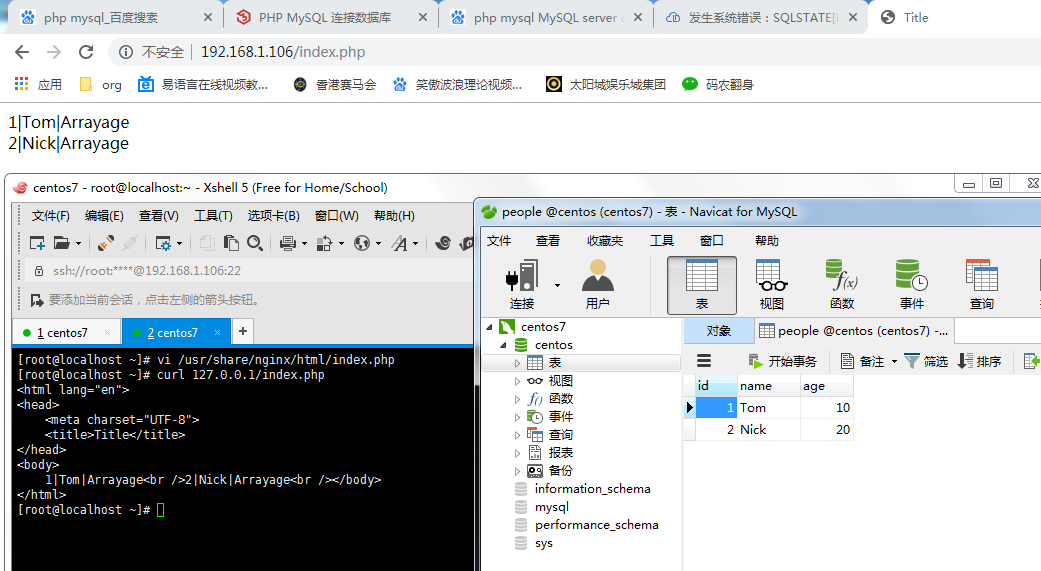 php mysql_百度搜索
PHP MySQL 连接数据库
php mysql MySQL server
发生系统错误：SQLSTATE[
Title
不安全
192.168.1.106/index.php
应用
org
易语言在线视频教...
香港赛马会
笑傲波浪理论视频...
太阳城娱乐城集团
码农翻身
1|Tom|Arrayage
2|Nick|Arrayage
centos7 - root@localhost:~ - Xshell 5 (Free for Home/School)
文件(F) 编辑(E) 查看(V) 工具(T) 选项卡(B) 窗口(W) 帮助(H)
ssh://root:****@192.168.1.106:22
要添加当前会话，点击左侧的箭头按钮。
1 centos7
2 centos7
[root@localhost ~]# vi /usr/share/nginx/html/index.php
[root@localhost ~]# curl 127.0.0.1/index.php
<html lang="en">
<head>
    <meta charset="UTF-8">
    <title>Title</title>
</head>
<body>
    1|Tom|Arrayage<br />2|Nick|Arrayage<br /></body>
</html>
[root@localhost ~]#
people @centos (centos7) - 表 - Navicat for MySQL
文件 查看 收藏夹 工具 窗口 帮助
连接 用户 表 视图 函数 事件 查询
centos7
centos
表
视图
函数
事件
查询
报表
备份
information_schema
mysql
performance_schema
sys
对象
people @centos (centos7) -...
开始事务 备注 筛选 排序
id name age
1 Tom 10
2 Nick 20